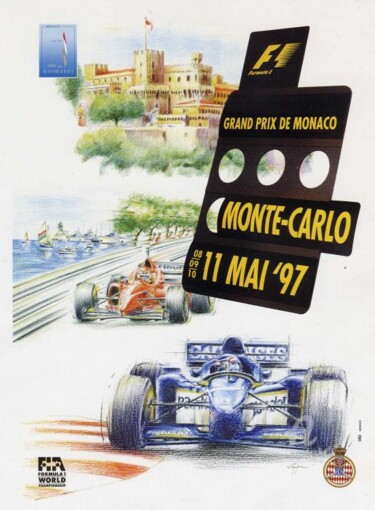 F1
Formula 1
GRAND PRIX DE MONACO
MONTE-CARLO
08
09
10
11 MAI '97
FIA
FORMULA 1
WORLD
CHAMPIONSHIP